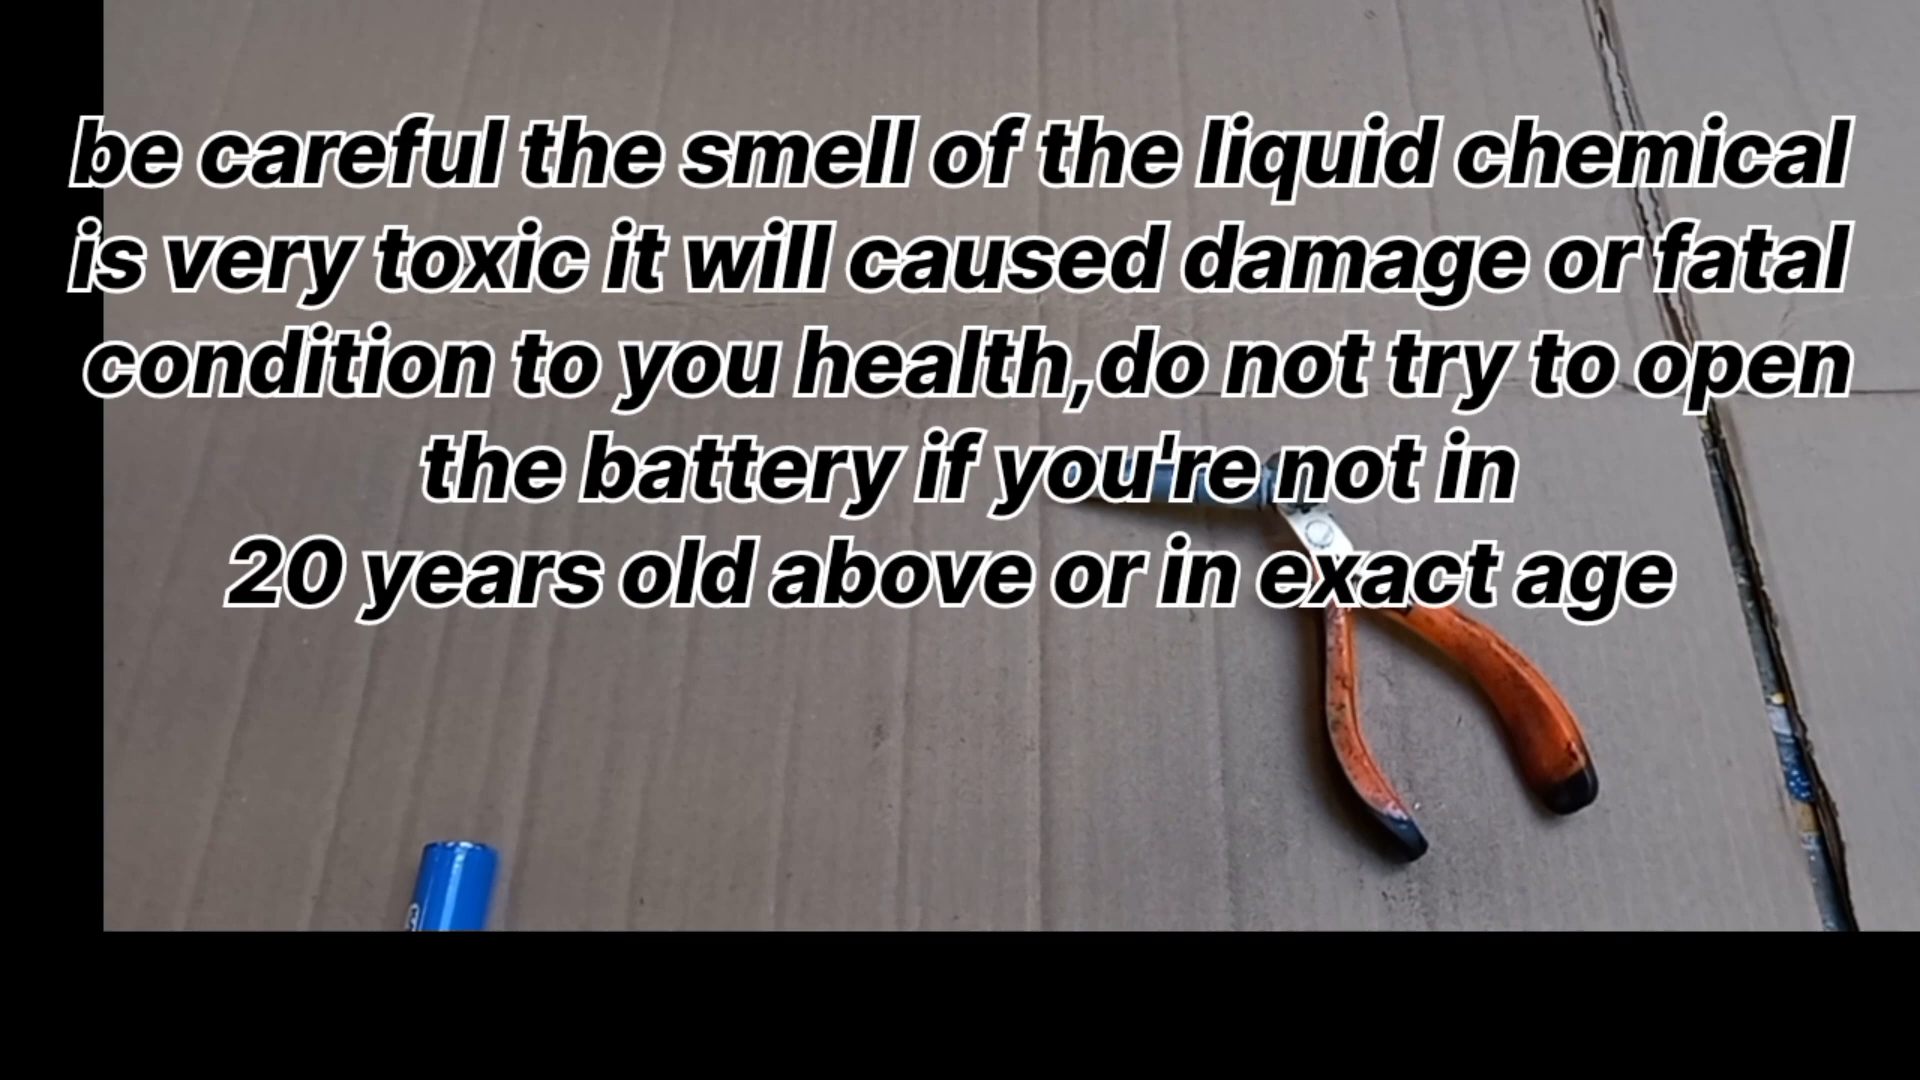 be careful the smell of the liquid chemical
is very toxic it will caused damage or fatal
condition to you health,do not try to open
the battery if you're not in
20 years old above or in exact age